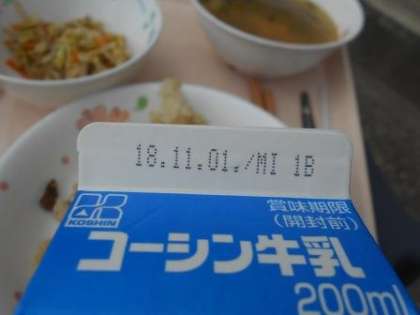 18.11.01./MI 1B
賞味期限
(開封前)
KOSHIN
コーシン牛乳
200ml